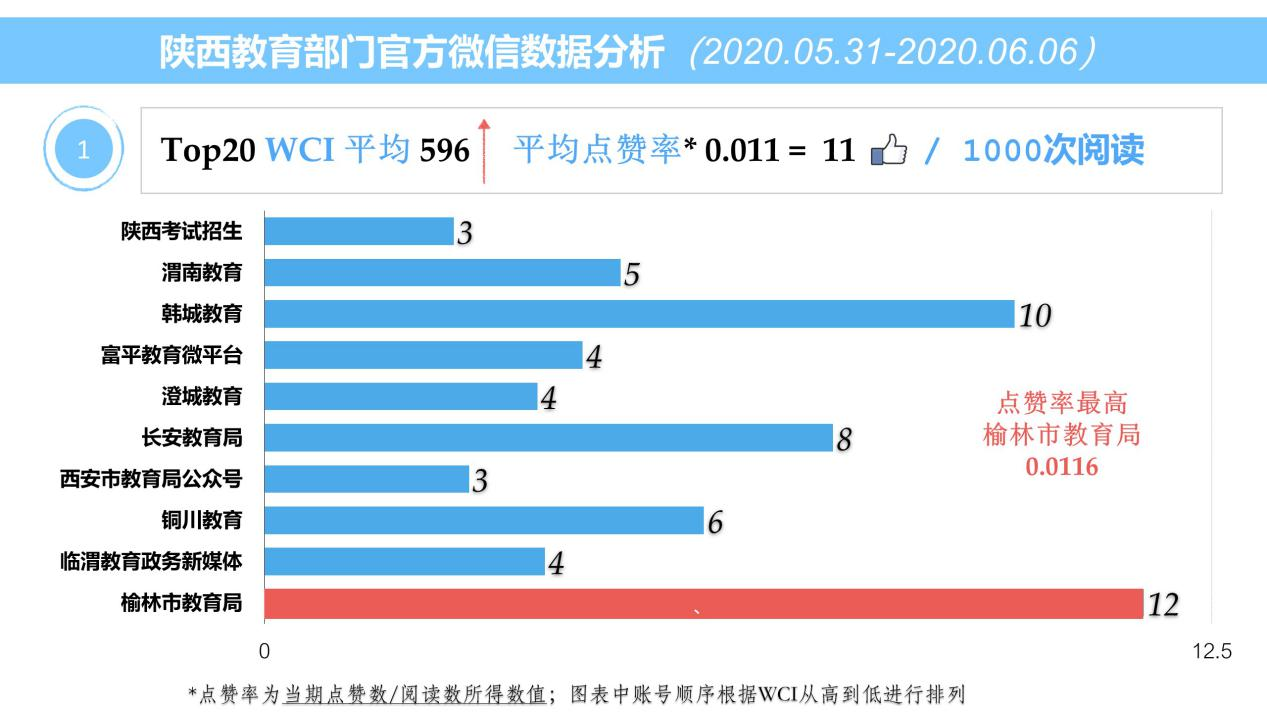 陕西教育部门官方微信数据分析（2020.05.31-2020.06.06）
1
Top20 WCI 平均 596 平均点赞率* 0.011 = 11 / 1000次阅读
陕西考试招生 3
渭南教育 5
韩城教育 10
富平教育微平台 4
澄城教育 4
长安教育局 8
西安市教育局公众号 3
铜川教育 6
临渭教育政务新媒体 4
榆林市教育局 、 12
点赞率最高
榆林市教育局
0.0116
0 12.5
*点赞率为当期点赞数/阅读数所得数值；图表中账号顺序根据WCI从高到低进行排列